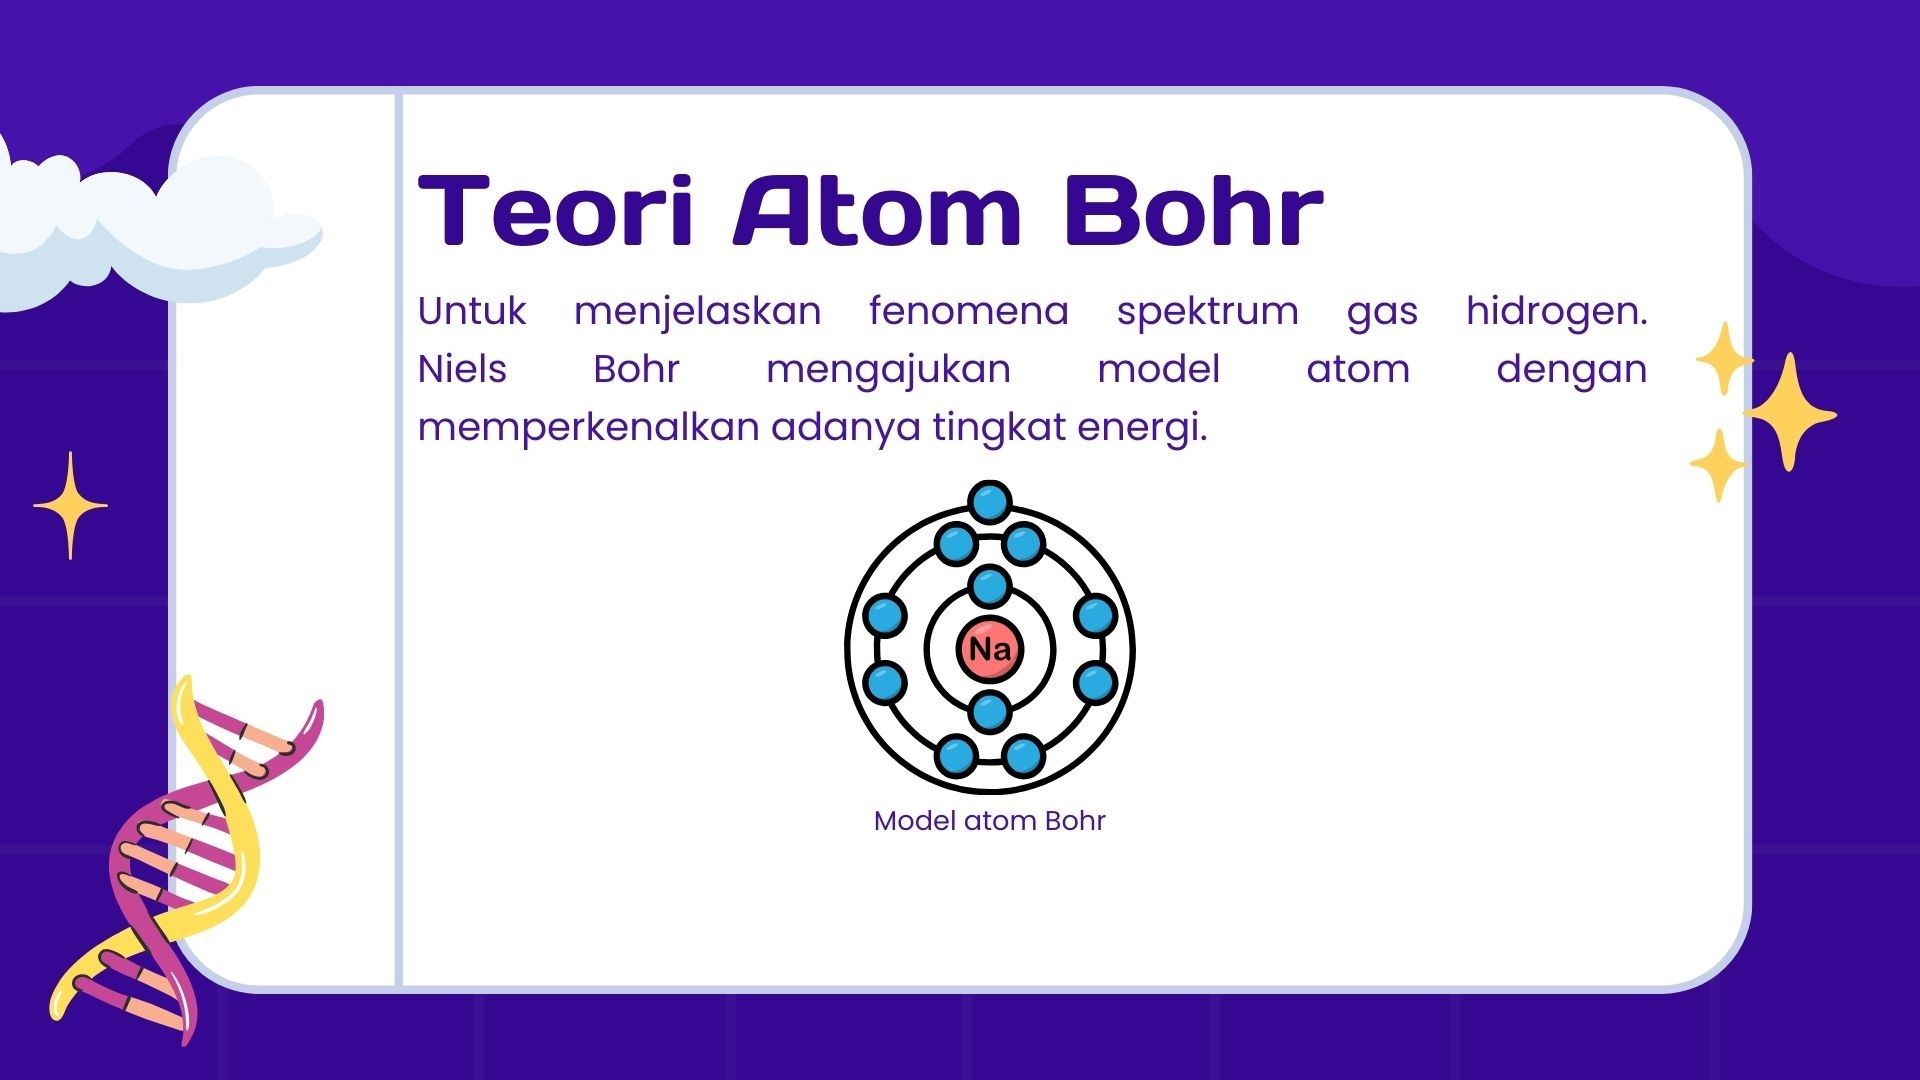 Teori Atom Bohr
Untuk menjelaskan fenomena spektrum gas hidrogen.
Niels Bohr mengajukan model atom dengan
memperkenalkan adanya tingkat energi.
Na
Model atom Bohr